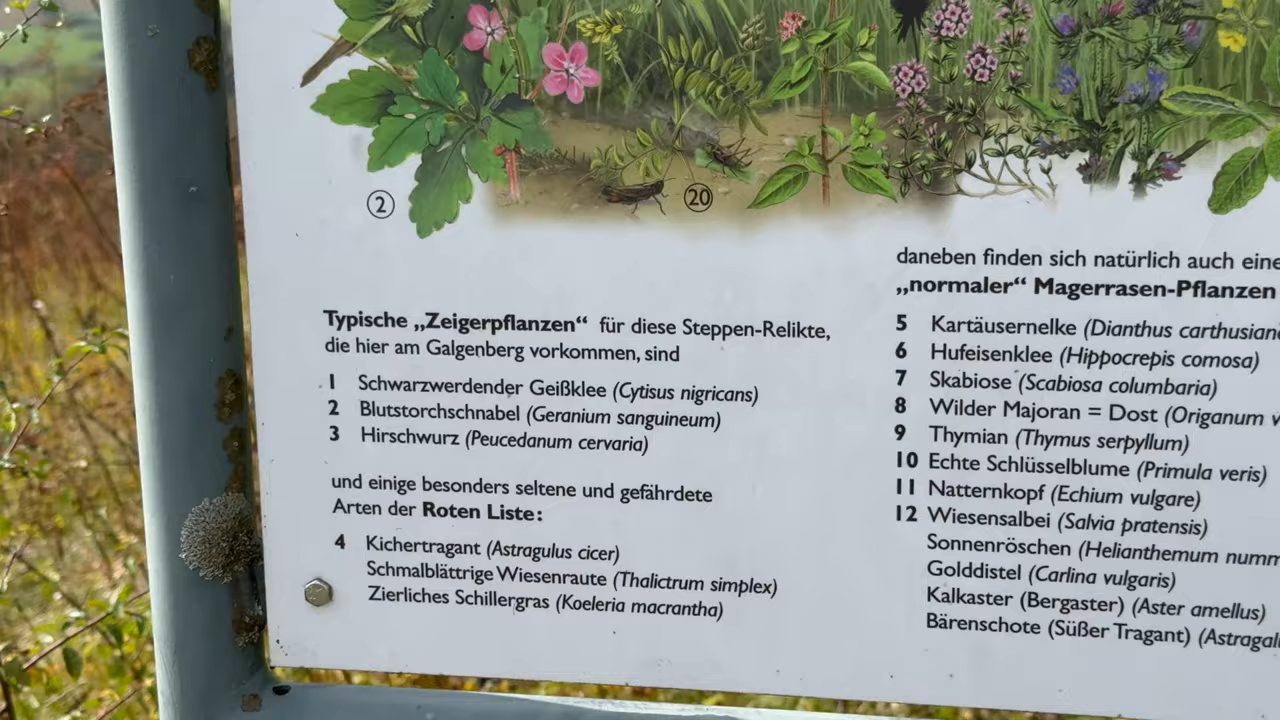 2
20
Typische „Zeigerpflanzen“ für diese Steppen-Relikte,
die hier am Galgenberg vorkommen, sind
1 Schwarzwerdender Geißklee (Cytisus nigricans)
2 Blutstorchschnabel (Geranium sanguineum)
3 Hirschwurz (Peucedanum cervaria)
und einige besonders seltene und gefährdete
Arten der Roten Liste:
4 Kichertragant (Astragulus cicer)
Schmalblättrige Wiesenraute (Thalictrum simplex)
Zierliches Schillergras (Koeleria macrantha)
daneben finden sich natürlich auch eine
„normaler“ Magerrasen-Pflanzen
5 Kartäusernelke (Dianthus
6 Hufeisenklee (Hippocrepis comosa)
7 Skabiose (Scabiosa columbaria)
8 Wilder Majoran = Dost (Origanum
9 Thymian (Thymus serpyllum)
10 Echte Schlüsselblume (Primula veris)
11 Natternkopf (Echium vulgare)
12 Wiesensalbei (Salvia pratensis)
Sonnenröschen (Helianthemum
Golddistel (Carlina vulgaris)
Kalkaster (Bergaster) (Aster amellus)
Bärenschote (Süßer Tragant)